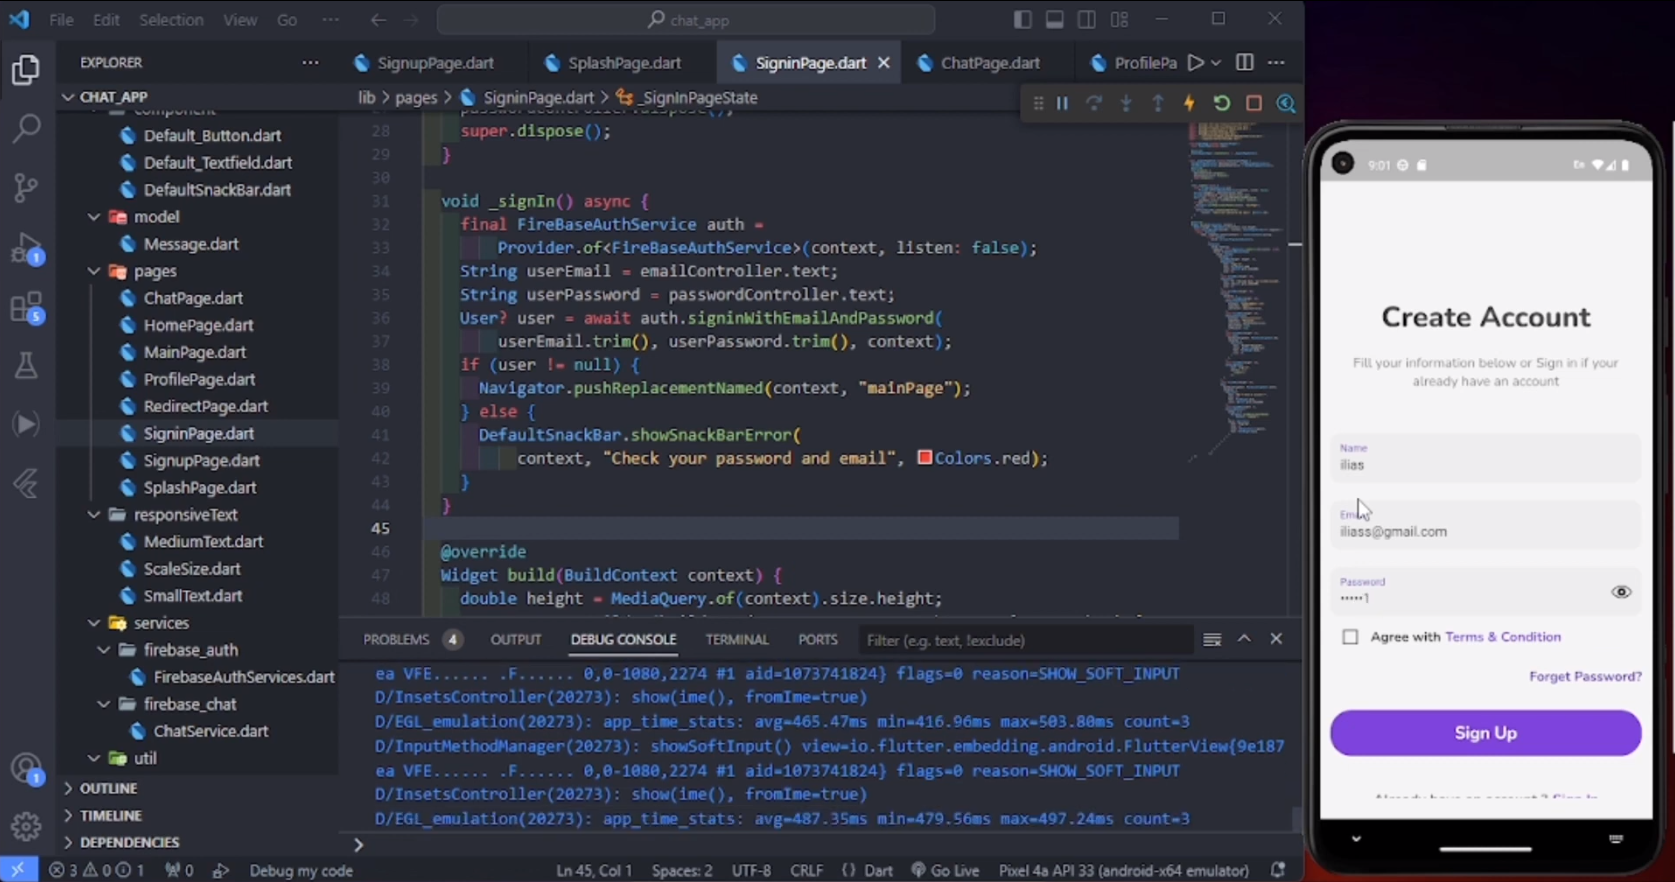 File Edit Selection View Go ··· chat_app
EXPLORER ···
CHAT_APP
component
Default_Button.dart
Default_Textfield.dart
DefaultSnackBar.dart
model
Message.dart
pages
ChatPage.dart
HomePage.dart
MainPage.dart
ProfilePage.dart
RedirectPage.dart
SigninPage.dart
SignupPage.dart
SplashPage.dart
responsiveText
MediumText.dart
ScaleSize.dart
SmallText.dart
services
firebase_auth
FirebaseAuthServices.dart
firebase_chat
ChatService.dart
util
OUTLINE
TIMELINE
DEPENDENCIES
1
5
1
SignupPage.dart SplashPage.dart SigninPage.dart ChatPage.dart ProfilePa
lib > pages > SigninPage.dart > _SignInPageState
28 super.dispose();
29 }
30
31 void _signIn() async {
32 final FireBaseAuthService auth =
33 Provider.of<FireBaseAuthService>(context, listen: false);
34 String userEmail = emailController.text;
35 String userPassword = passwordController.text;
36 User? user = await auth.signinWithEmailAndPassword(
37 userEmail.trim(), userPassword.trim(), context);
38 if (user != null) {
39 Navigator.pushReplacementNamed(context, "mainPage");
40 } else {
41 DefaultSnackBar.showSnackBarError(
42 context, "Check your password and email", Colors.red);
43 }
44 }
45
46 @override
47 Widget build(BuildContext context) {
48 double height = MediaQuery.of(context).size.height;
PROBLEMS 4 OUTPUT DEBUG CONSOLE TERMINAL PORTS Filter (e.g. text, !exclude)
ea VFE...... .F...... 0,0-1080,2274 #1 aid=1073741824} flags=0 reason=SHOW_SOFT_INPUT
D/InsetsController(20273): show(ime(), fromIme=true)
D/EGL_emulation(20273): app_time_stats: avg=465.47ms min=416.96ms max=503.80ms count=3
D/InputMethodManager(20273): showSoftInput() view=io.flutter.embedding.android.FlutterView{9e187
ea VFE...... .F...... 0,0-1080,2274 #1 aid=1073741824} flags=0 reason=SHOW_SOFT_INPUT
D/InsetsController(20273): show(ime(), fromIme=true)
D/EGL_emulation(20273): app_time_stats: avg=487.35ms min=479.56ms max=497.24ms count=3
3 0 1 0 Debug my code Ln 45, Col 1 Spaces: 2 UTF-8 CRLF {} Dart Go Live Pixel 4a API 33 (android-x64 emulator)
9:01
Create Account
Fill your information below or Sign in if your
already have an account
Name
ilias
iliass@gmail.com
Password
•••••1
Agree with Terms & Condition
Forget Password?
Sign Up